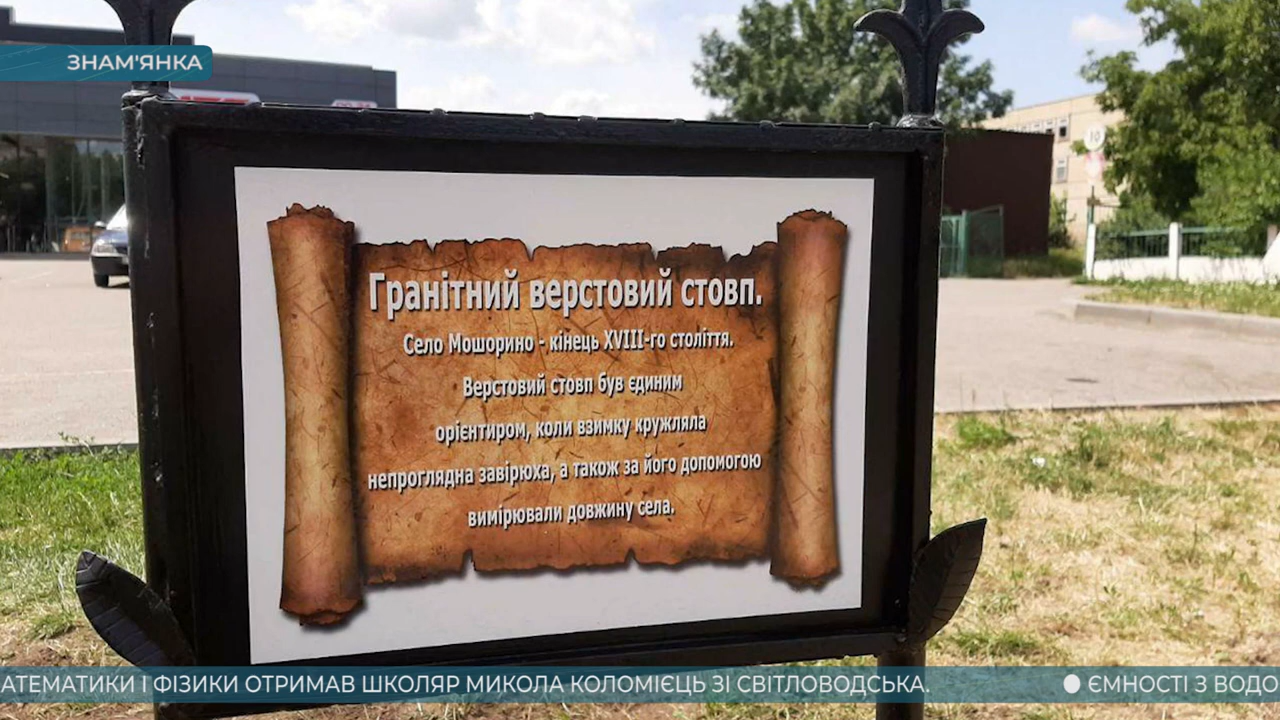 ЗНАМ'ЯНКА
Гранітний верстовий стовп.
Село Мошорино - кінець XVIII-го століття.
Верстовий стовп був єдиним
орієнтиром, коли взимку кружляла
непроглядна завірюха, а також за його допомогою
вимірювали довжину села.
АТЕМАТИКИ І ФІЗИКИ ОТРИМАВ ШКОЛЯР МИКОЛА КОЛОМІЄЦЬ ЗІ СВІТЛОВОДСЬКА. ● ЄМНОСТІ З ВОДО